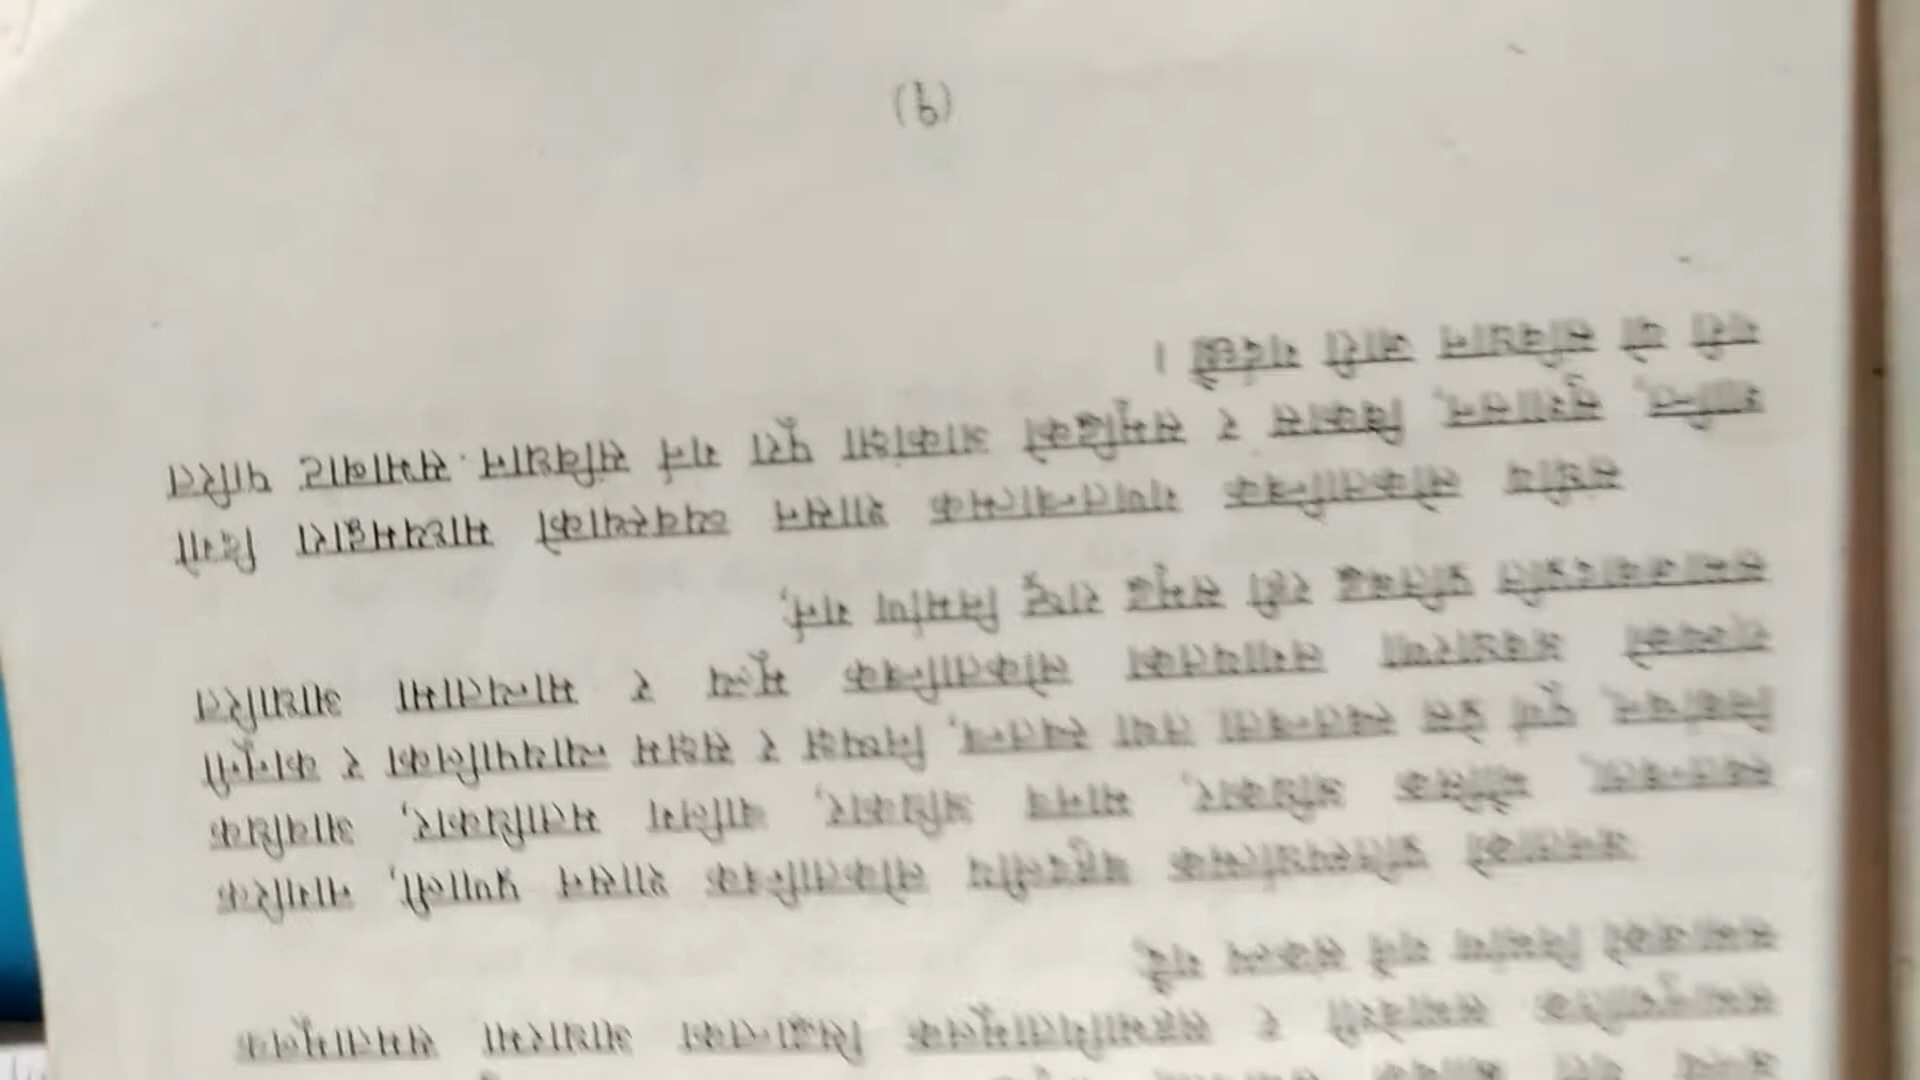 समानुपातिक समावेशी र सहभागितामूलक सिद्धान्तका आधारमा समतामूलक
समाजको निर्माण गर्ने संकल्प गर्दै,
जनताको प्रतिस्पर्धात्मक बहुदलीय लोकतान्त्रिक शासन प्रणाली, नागरिक
स्वतन्त्रता, मौलिक अधिकार, मानव अधिकार, बालिग मताधिकार, आवधिक
निर्वाचन, पूर्ण प्रेस स्वतन्त्रता तथा स्वतन्त्र, निष्पक्ष र सक्षम न्यायपालिका र कानूनी
राज्यको अवधारणा लगायतका लोकतान्त्रिक मूल्य र मान्यतामा आधारित
समाजवादप्रति प्रतिबद्ध रही समृद्ध राष्ट्र निर्माण गर्न,
संघीय लोकतान्त्रिक गणतन्त्रात्मक शासन व्यवस्थाको माध्यमद्वारा दिगो
शान्ति, सुशासन, विकास र समृद्धिको आकांक्षा पूरा गर्न संविधान सभाबाट पारित
गरी यो संविधान जारी गर्दछौं ।
(१)